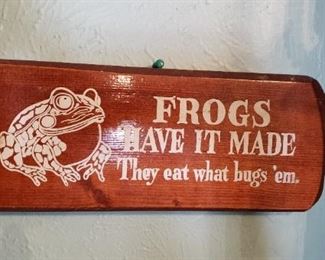 FROGS
HAVE IT MADE
They eat what bugs 'em.